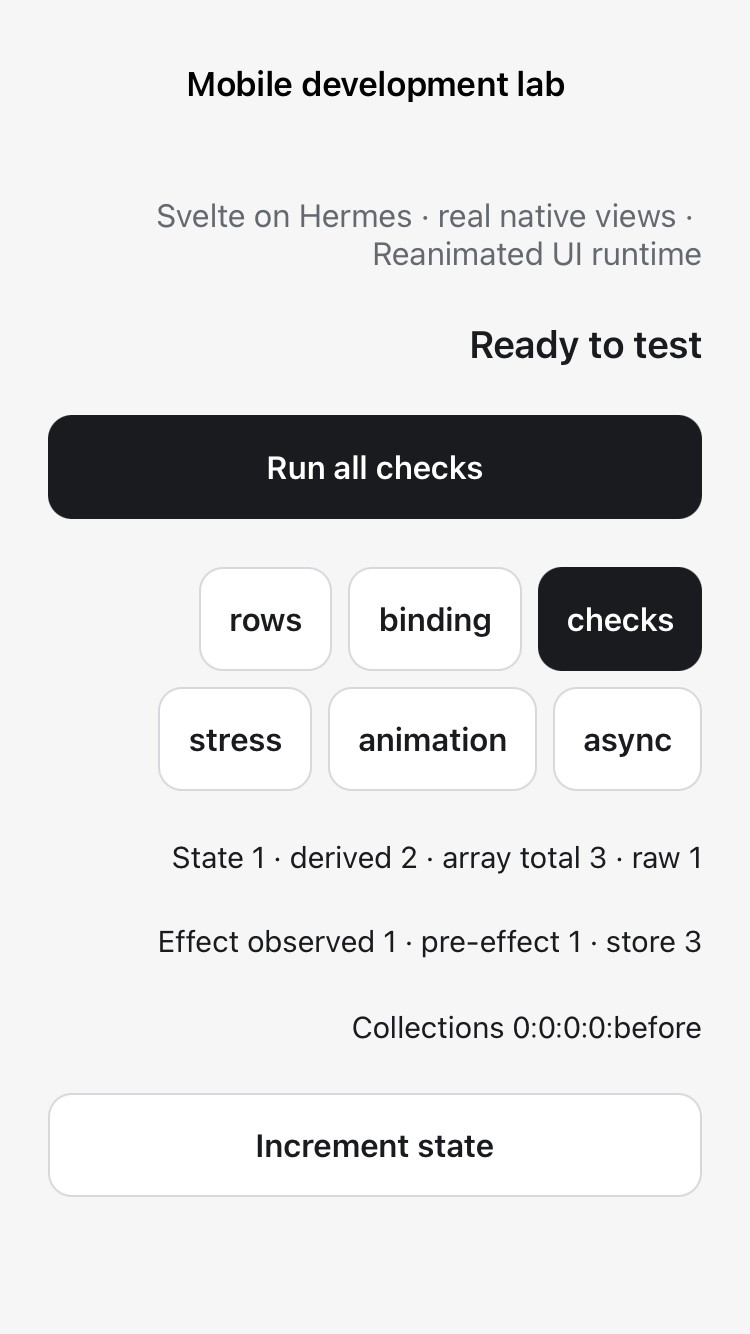 Mobile development lab
Svelte on Hermes · real native views ·
Reanimated UI runtime
Ready to test
Run all checks
rows binding checks
stress animation async
State 1 · derived 2 · array total 3 · raw 1
Effect observed 1 · pre-effect 1 · store 3
Collections 0:0:0:0:before
Increment state